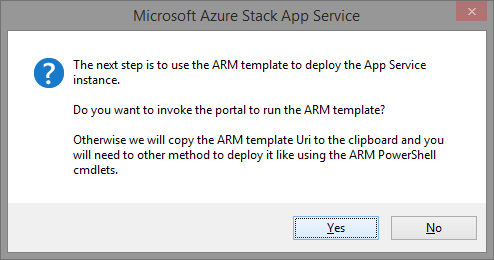 Microsoft Azure Stack App Service
The next step is to use the ARM template to deploy the App Service
instance.
Do you want to invoke the portal to run the ARM template?
Otherwise we will copy the ARM template Uri to the clipboard and you
will need to other method to deploy it like using the ARM PowerShell
cmdlets.
Yes
No